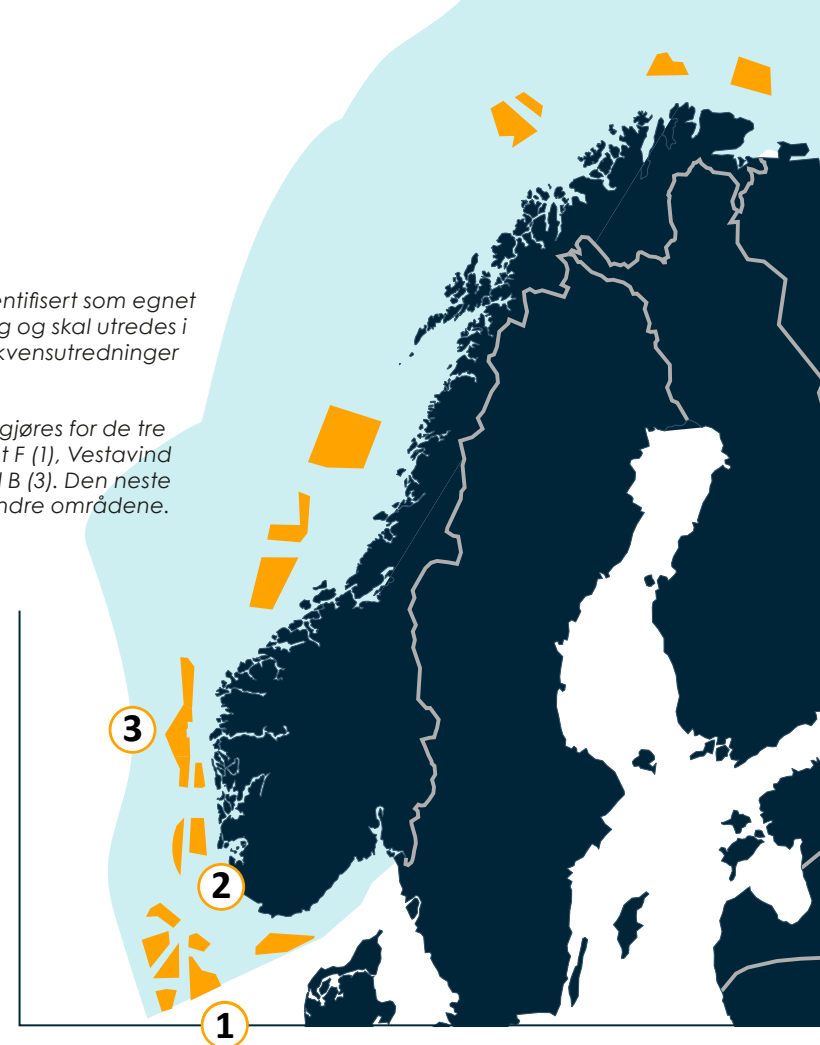 entifisert som egnet
g og skal utredes i
kvensutredninger
gjøres for de tre
t F (1), Vestavind
d B (3). Den neste
ndre områdene.
3
2
1